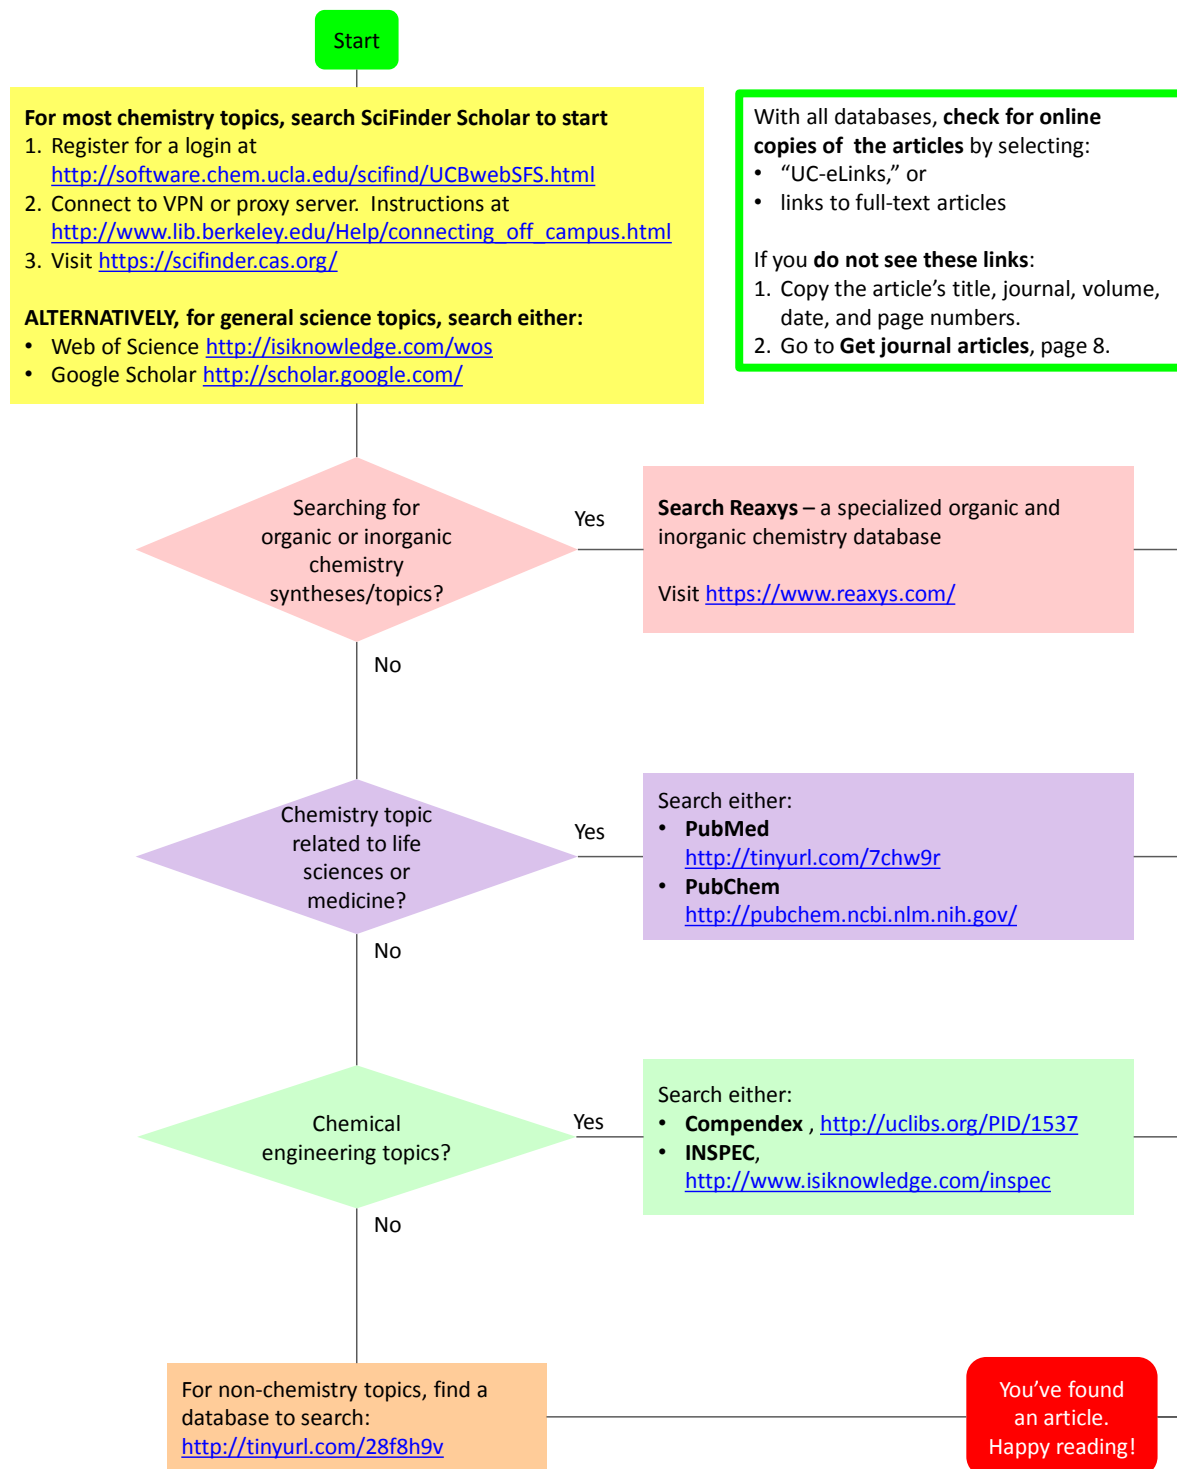 Start
For most chemistry topics, search SciFinder Scholar to start
1. Register for a login at
http://software.chem.ucla.edu/scifind/UCBwebSFS.html
2. Connect to VPN or proxy server. Instructions at
http://www.lib.berkeley.edu/Help/connecting_off_campus.html
3. Visit https://scifinder.cas.org/
ALTERNATIVELY, for general science topics, search either:
• Web of Science http://isiknowledge.com/wos
• Google Scholar http://scholar.google.com/
With all databases, check for online
copies of the articles by selecting:
• “UC-eLinks,” or
• links to full-text articles
If you do not see these links:
1. Copy the article’s title, journal, volume,
date, and page numbers.
2. Go to Get journal articles, page 8.
Searching for
organic or inorganic
chemistry
syntheses/topics?
Yes
Search Reaxys – a specialized organic and
inorganic chemistry database
Visit https://www.reaxys.com/
No
Chemistry topic
related to life
sciences or
medicine?
Yes
Search either:
• PubMed
http://tinyurl.com/7chw9r
• PubChem
http://pubchem.ncbi.nlm.nih.gov/
No
Chemical
engineering topics?
Yes
Search either:
• Compendex , http://uclibs.org/PID/1537
• INSPEC,
http://www.isiknowledge.com/inspec
No
For non-chemistry topics, find a
database to search:
http://tinyurl.com/28f8h9v
You’ve found
an article.
Happy reading!